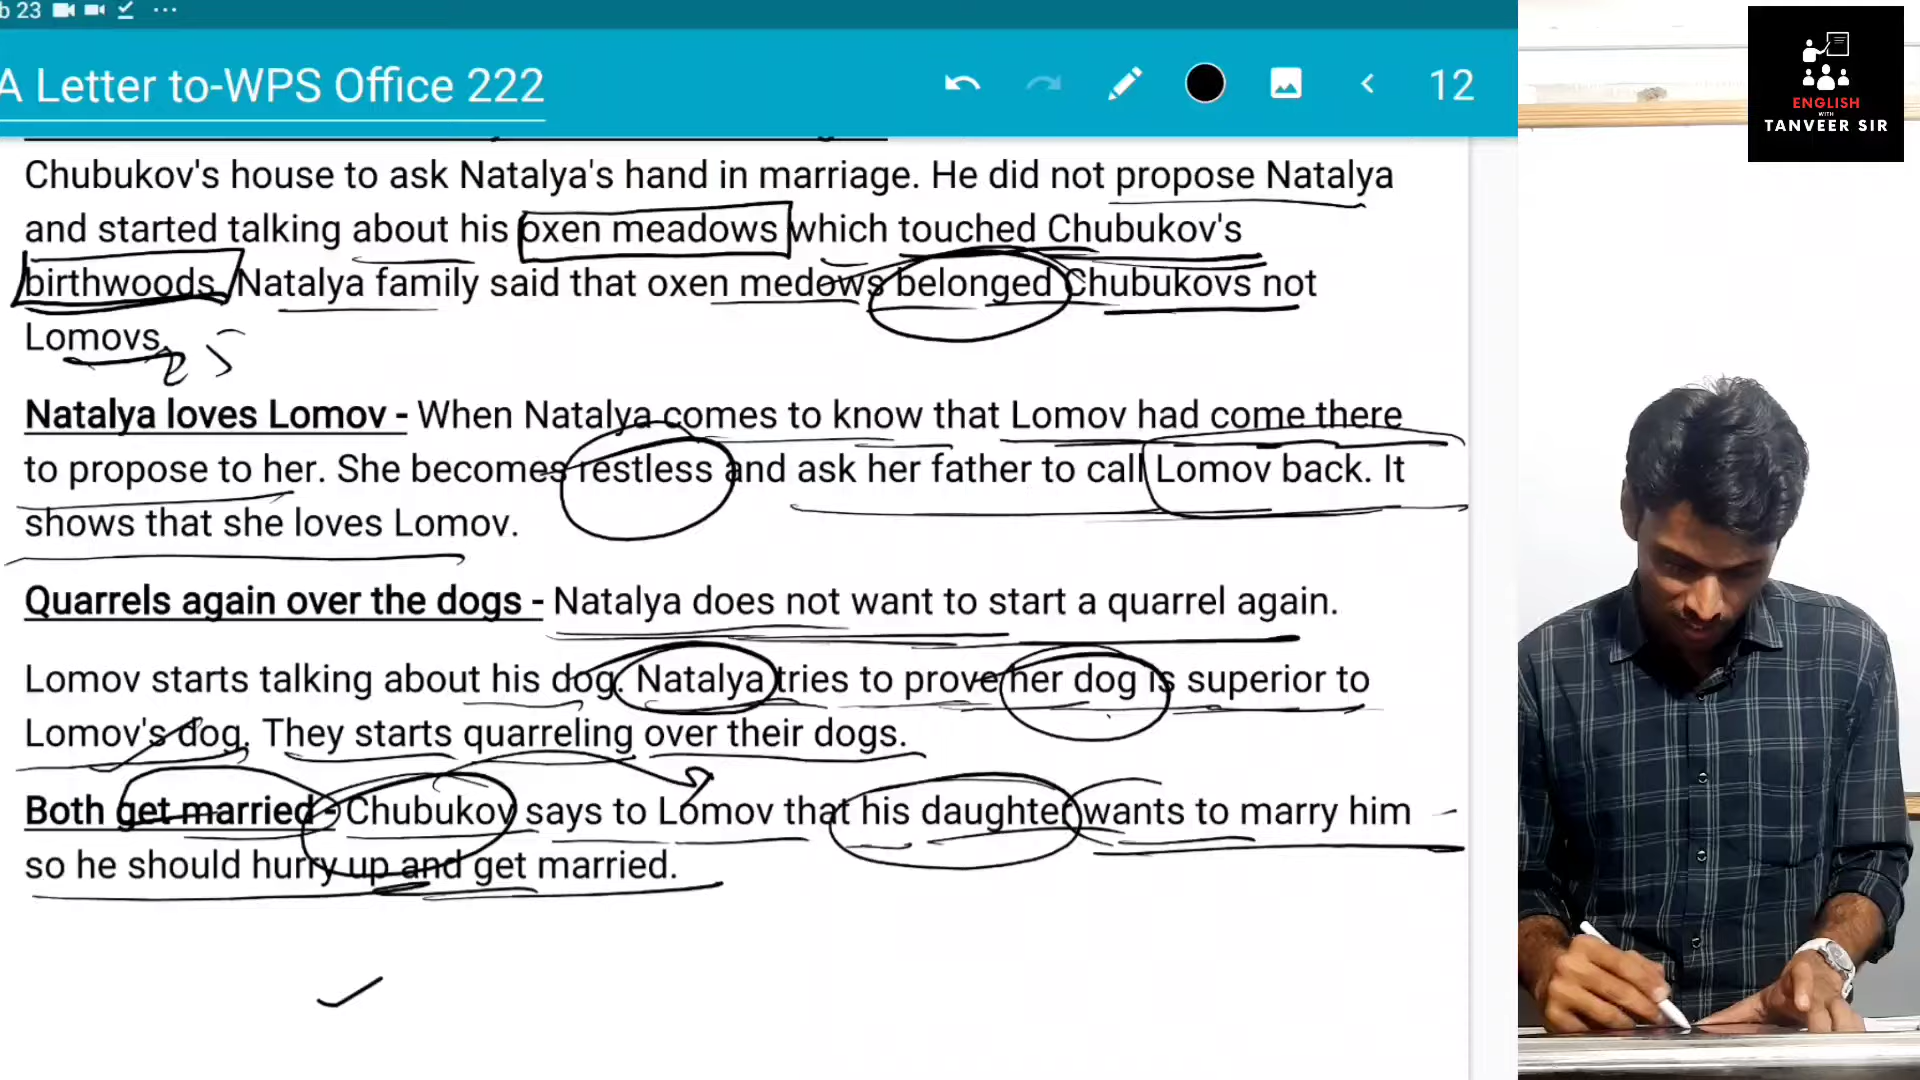 b 23
A Letter to-WPS Office 222
12
ENGLISH
WITH
TANVEER SIR
Chubukov's house to ask Natalya's hand in marriage. He did not propose Natalya
and started talking about his oxen meadows which touched Chubukov's
birthwoods. Natalya family said that oxen medows belonged Chubukovs not
Lomovs.
Natalya loves Lomov - When Natalya comes to know that Lomov had come there
to propose to her. She becomes restless and ask her father to call Lomov back. It
shows that she loves Lomov.
Quarrels again over the dogs - Natalya does not want to start a quarrel again.
Lomov starts talking about his dog. Natalya tries to prove her dog is superior to
Lomov's dog. They starts quarreling over their dogs.
Both get married - Chubukov says to Lomov that his daughter wants to marry him
so he should hurry up and get married.